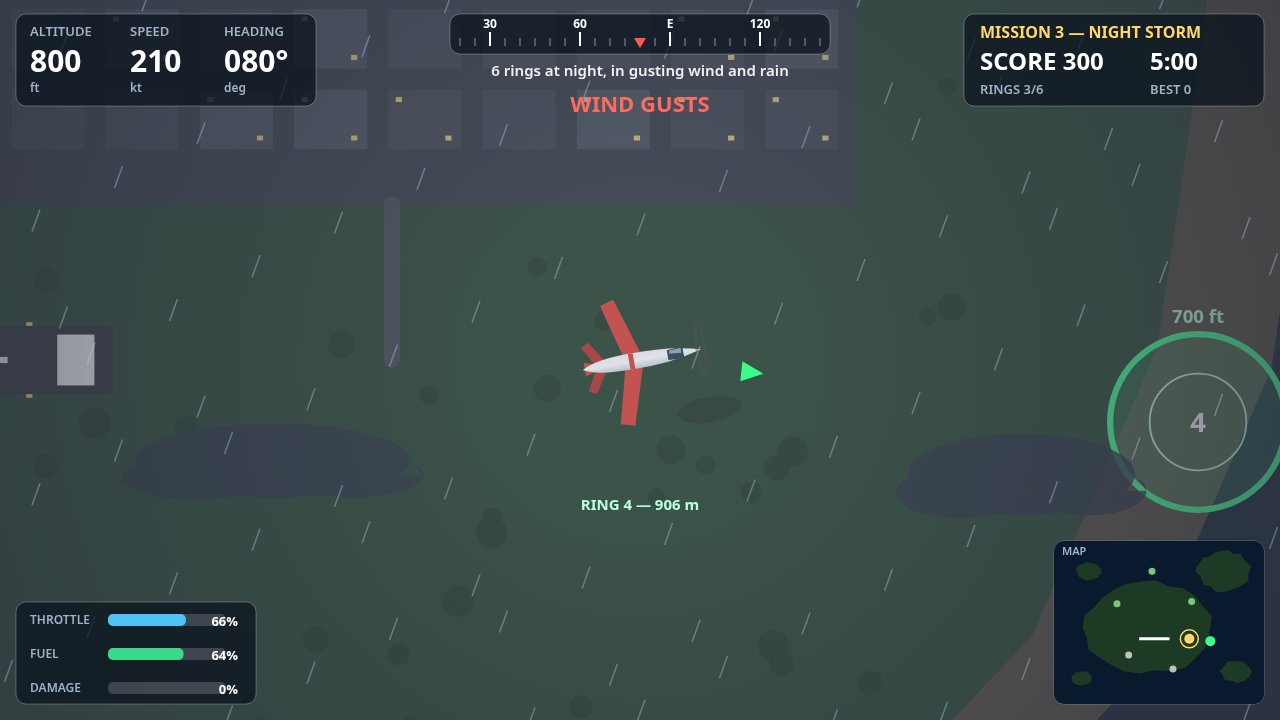 ALTITUDE SPEED HEADING
800 210 080°
ft kt deg
30 60 E 120
6 rings at night, in gusting wind and rain
WIND GUSTS
MISSION 3 — NIGHT STORM
SCORE 300 5:00
RINGS 3/6 BEST 0
700 ft
4
RING 4 — 906 m
THROTTLE 66%
FUEL 64%
DAMAGE 0%
MAP